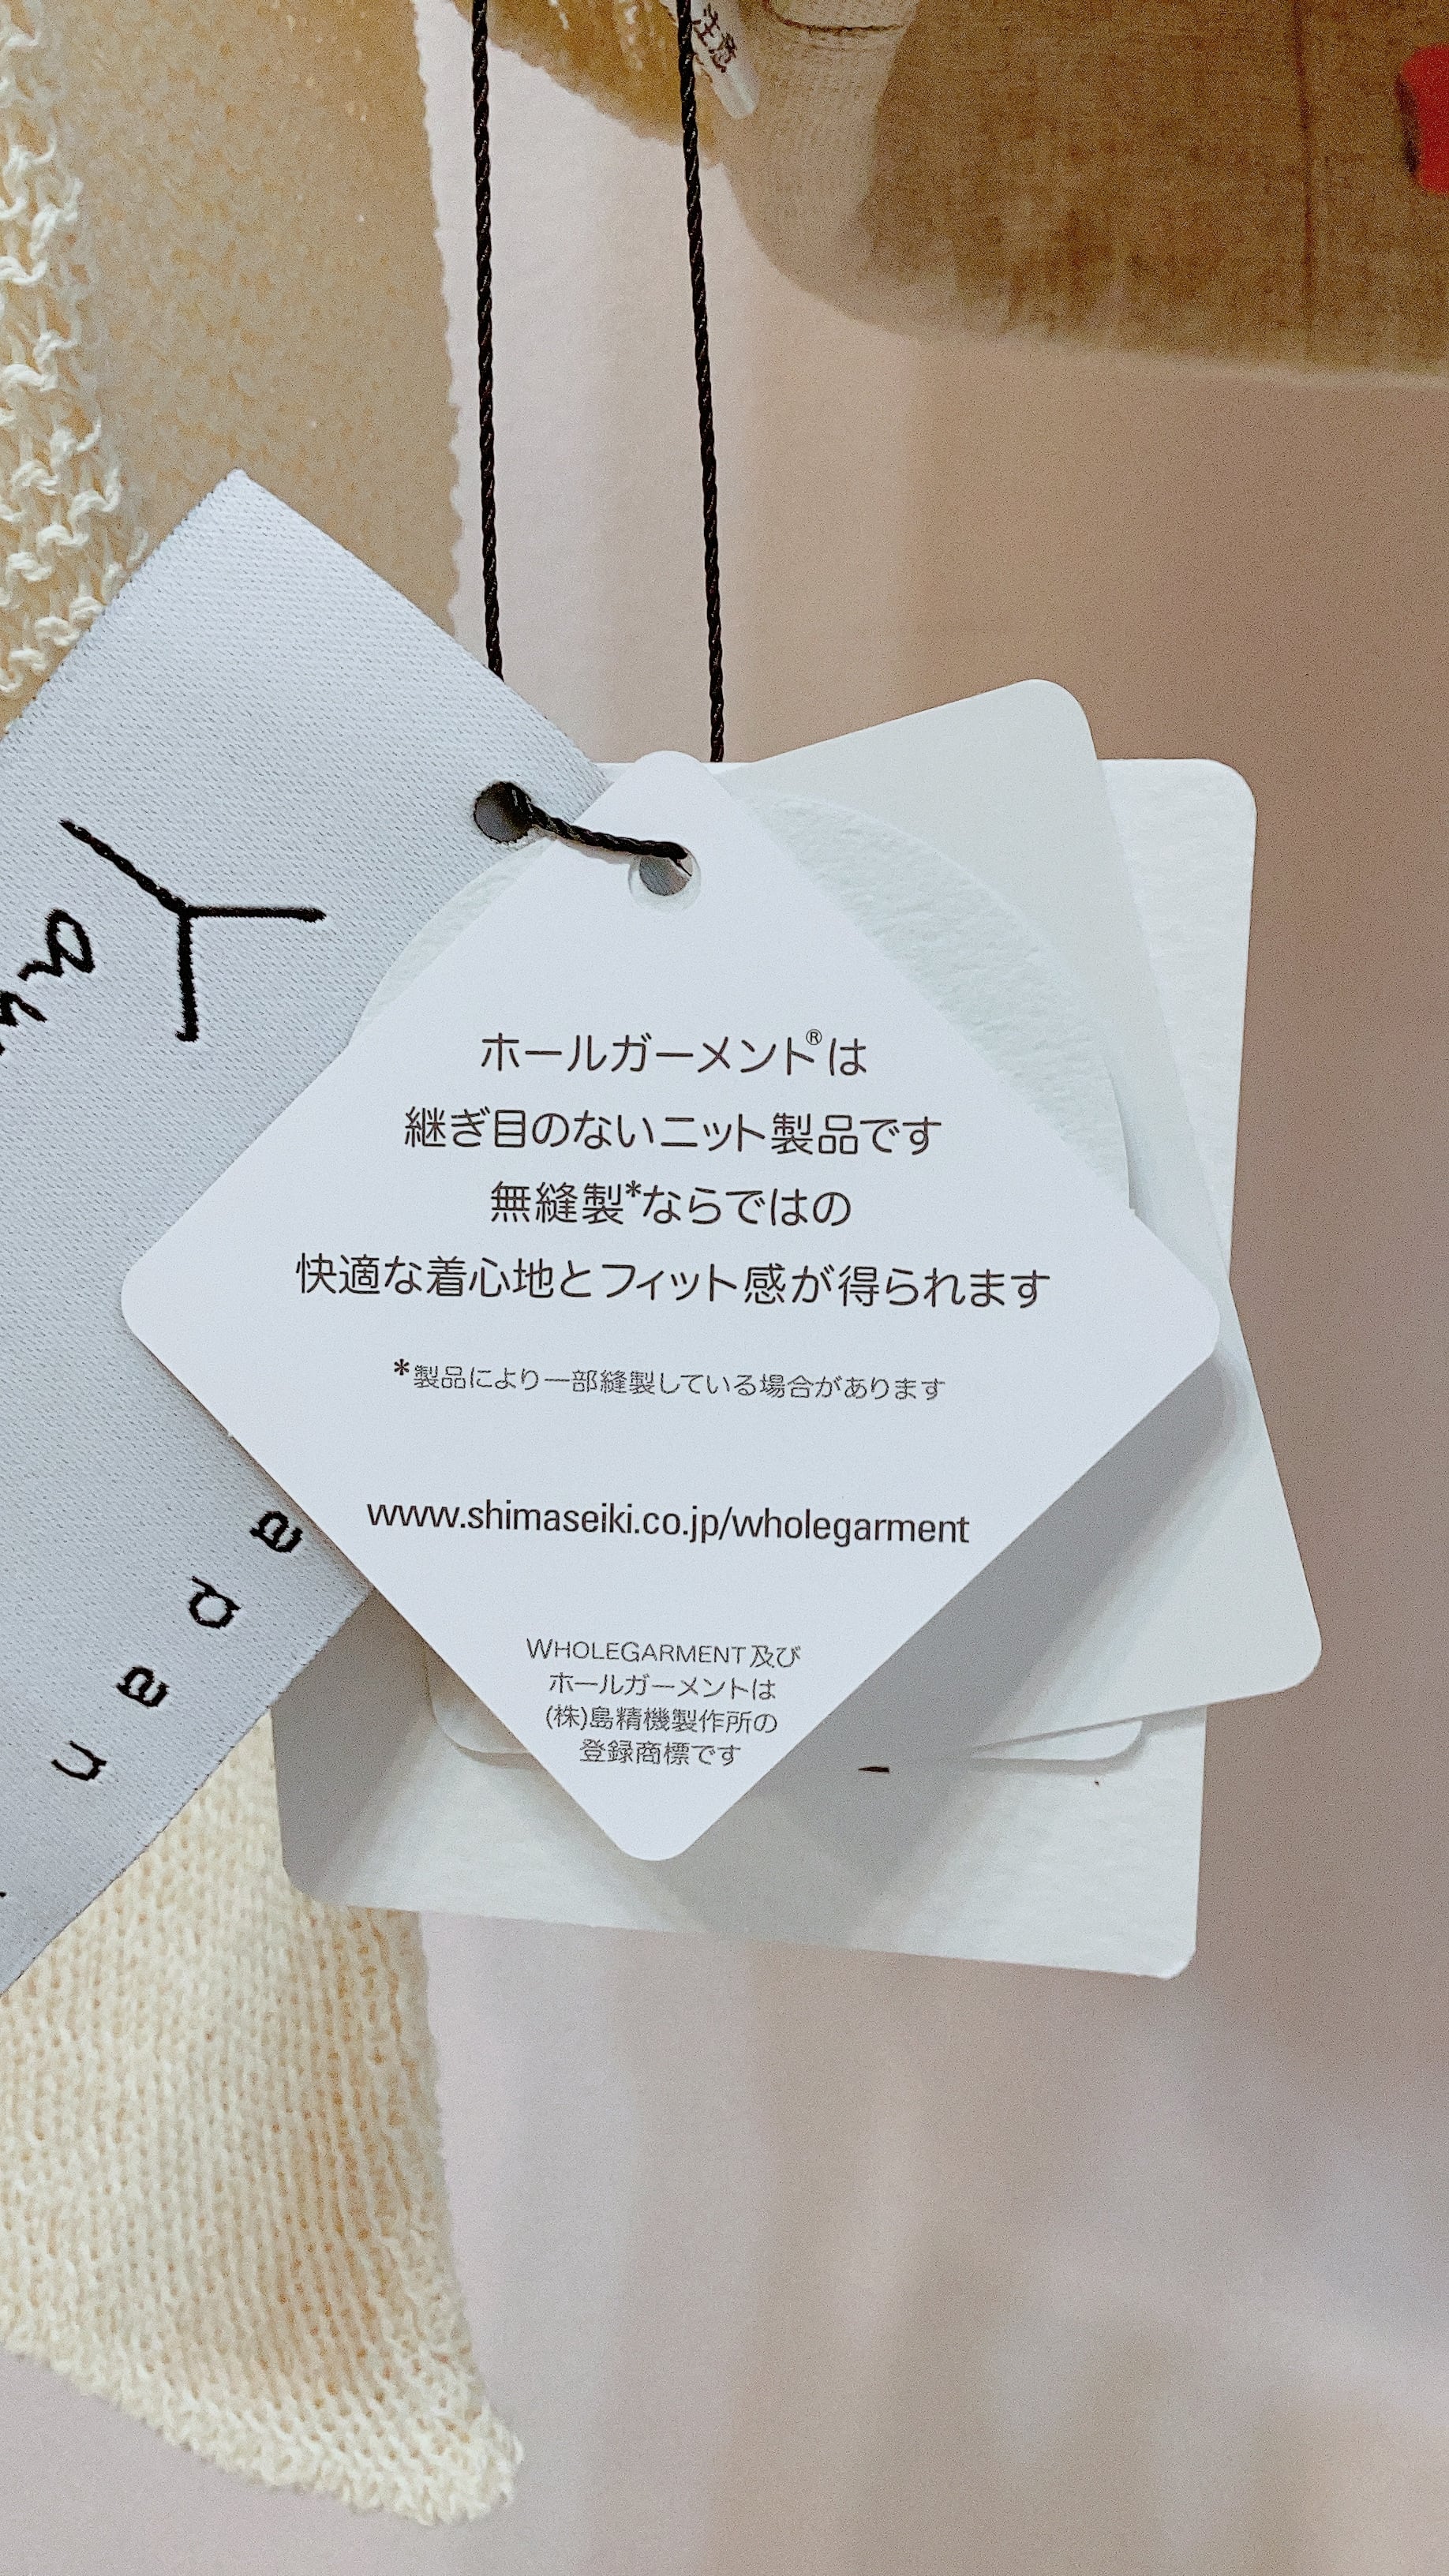 注意
ホールガーメント®は
継ぎ目のないニット製品です
無縫製*ならではの
快適な着心地とフィット感が得られます
*製品により一部縫製している場合があります
www.shimaseiki.co.jp/wholegarment
WHOLEGARMENT及び
ホールガーメントは
(株)島精機製作所の
登録商標です